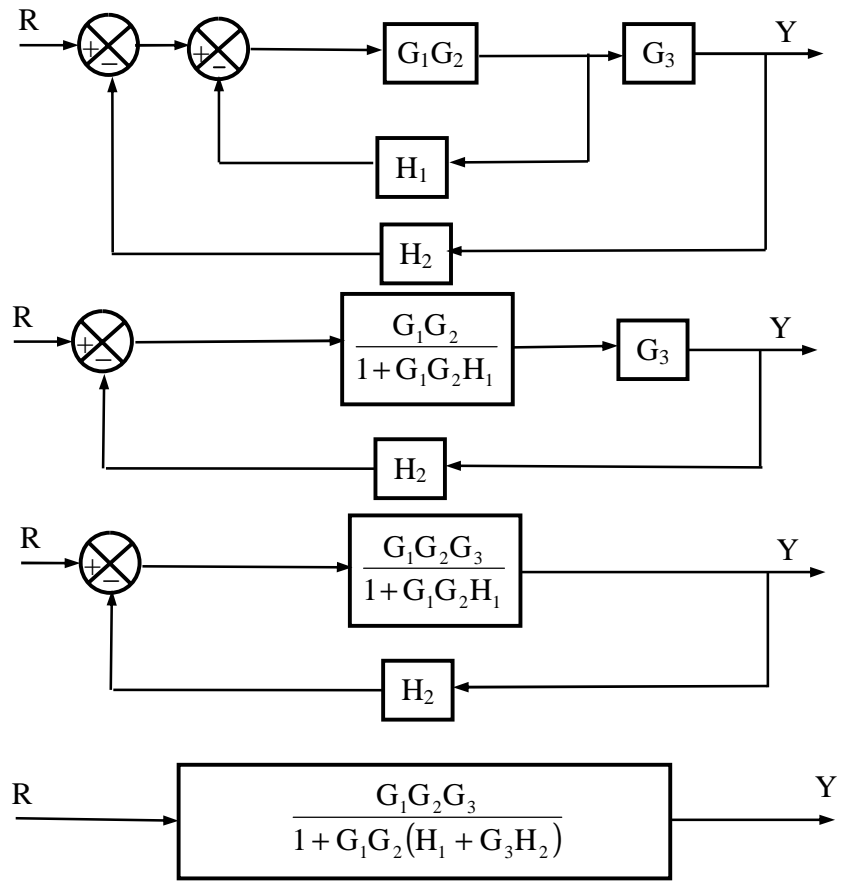 R + − + − G₁G₂ G₃ Y
H₁
H₂
R + − G₁G₂ / 1 + G₁G₂H₁ G₃ Y
H₂
R + − G₁G₂G₃ / 1 + G₁G₂H₁ Y
H₂
R G₁G₂G₃ / 1 + G₁G₂(H₁ + G₃H₂) Y